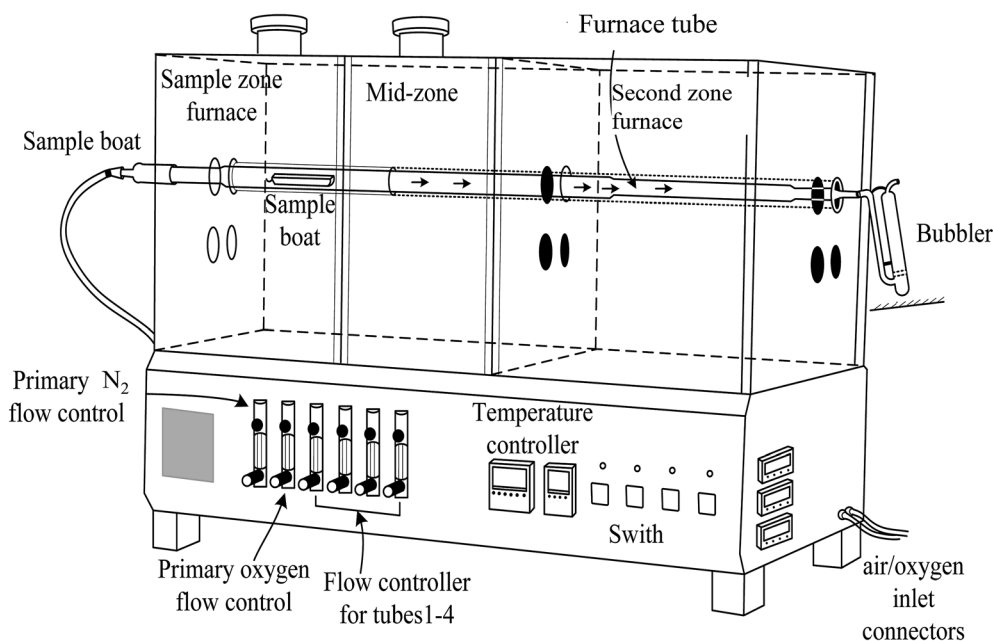 Furnace tube
Sample zone
furnace
Mid-zone
Second zone
furnace
Sample boat
Sample
boat
Bubbler
Primary N₂
flow control
Temperature
controller
Swith
Primary oxygen
flow control
Flow controller
for tubes1-4
air/oxygen
inlet
connectors